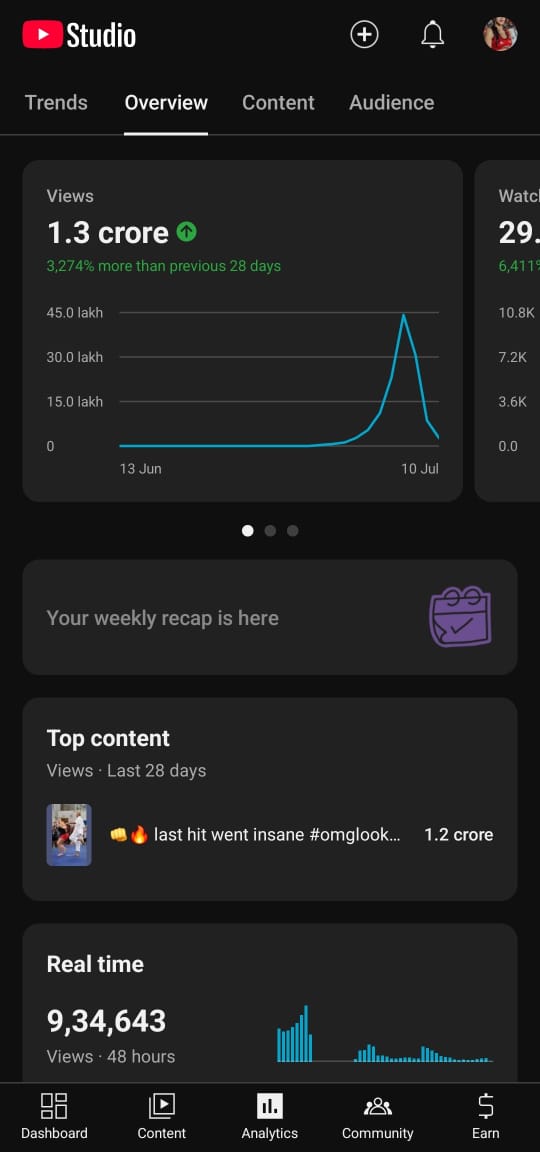 Studio
Trends Overview Content Audience
Views
1.3 crore
3,274% more than previous 28 days
45.0 lakh
30.0 lakh
15.0 lakh
0
13 Jun 10 Jul
Watc
29.
6,411%
10.8K
7.2K
3.6K
0.0
Your weekly recap is here
Top content
Views · Last 28 days
👊🔥 last hit went insane #omglook... 1.2 crore
Real time
9,34,643
Views · 48 hours
Dashboard Content Analytics Community Earn